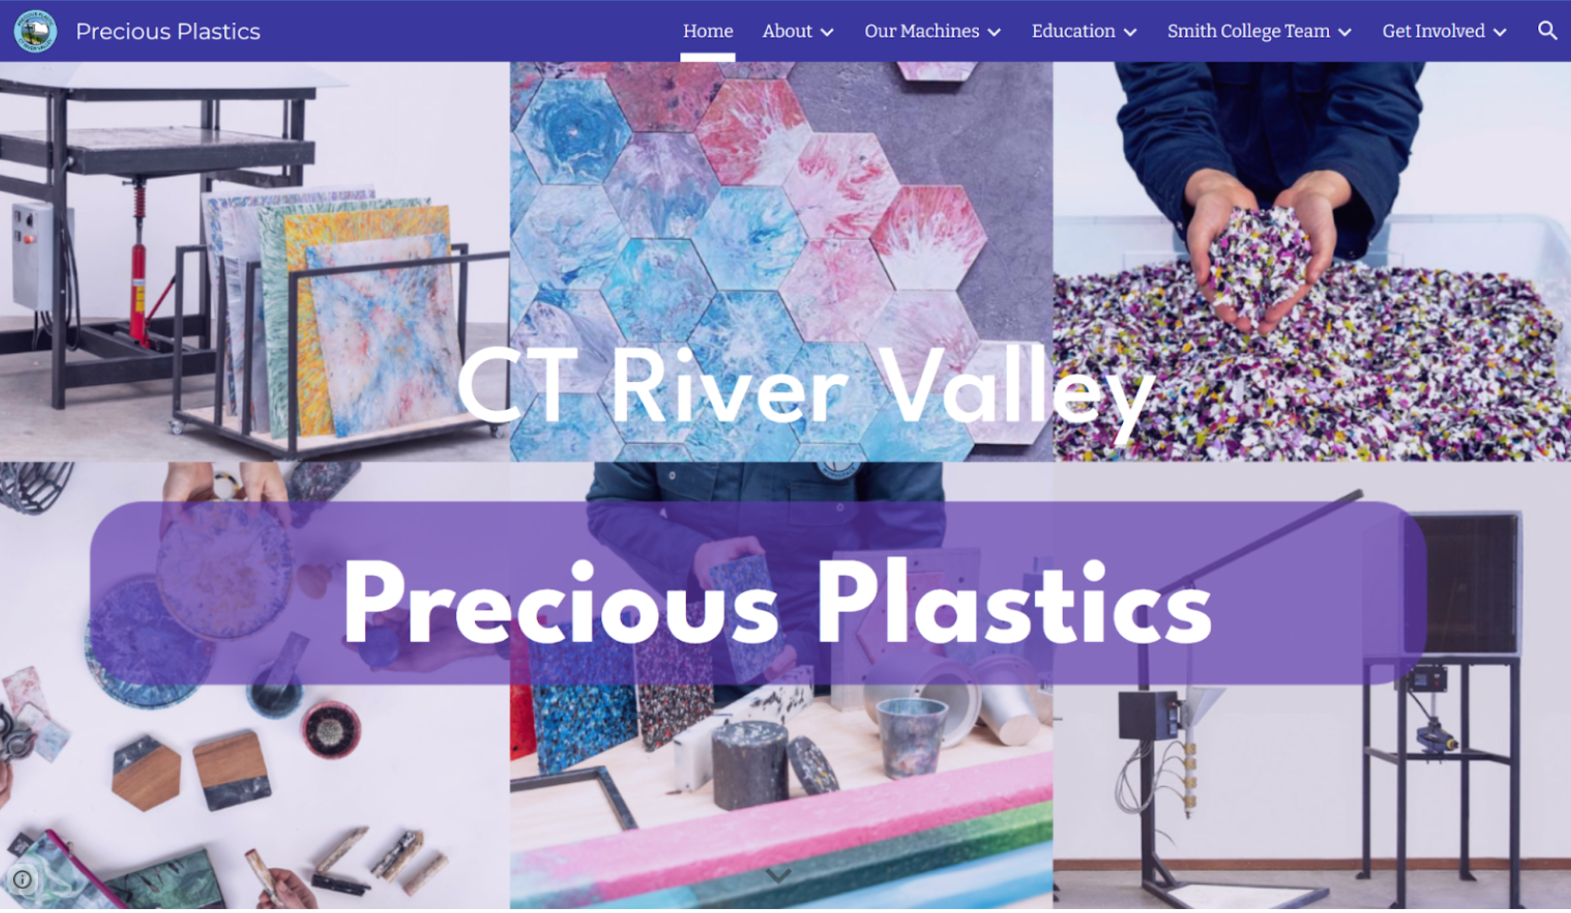 Precious Plastics
Home About Our Machines Education Smith College Team Get Involved
CT River Valley
Precious Plastics